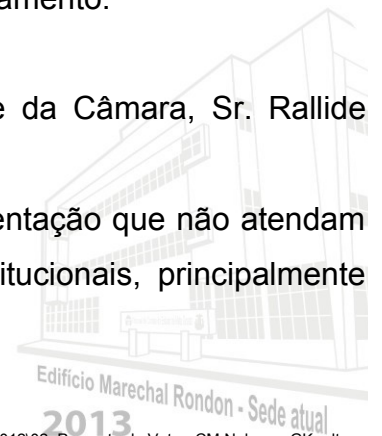 amento.
e da Câmara, Sr. Rallide
entação que não atendam
itucionais, principalmente
Edifício Marechal Rondon - Sede atual
2013